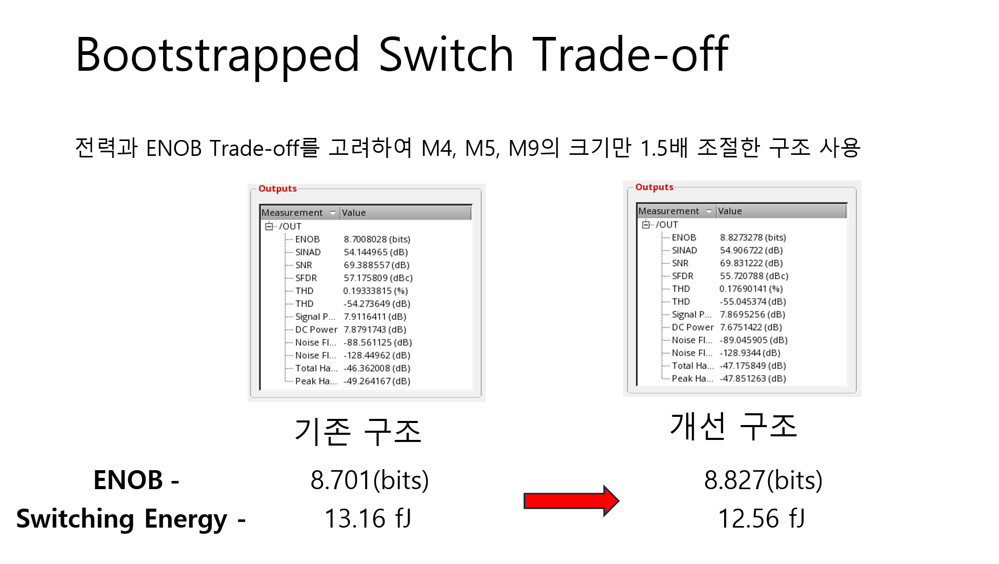 Bootstrapped Switch Trade-off
전력과 ENOB Trade-off를 고려하여 M4, M5, M9의 크기만 1.5배 조절한 구조 사용
Outputs
Measurement Value
/OUT
ENOB 8.7008028 (bits)
SINAD 54.144965 (dB)
SNR 69.388557 (dB)
SFDR 57.175809 (dBc)
THD 0.19333815 (%)
THD -54.273649 (dB)
Signal P... 7.9116411 (dB)
DC Power 7.8791743 (dB)
Noise Fl... -88.561125 (dB)
Noise Fl... -128.44962 (dB)
Total Ha... -46.362008 (dB)
Peak Ha... -49.264167 (dB)
기존 구조
Outputs
Measurement Value
/OUT
ENOB 8.8273278 (bits)
SINAD 54.906722 (dB)
SNR 69.831222 (dB)
SFDR 55.720788 (dBc)
THD 0.17690141 (%)
THD -55.045374 (dB)
Signal P... 7.8695256 (dB)
DC Power 7.6751422 (dB)
Noise Fl... -89.045905 (dB)
Noise Fl... -128.9344 (dB)
Total Ha... -47.175849 (dB)
Peak Ha... -47.851263 (dB)
개선 구조
ENOB - 8.701(bits) 8.827(bits)
Switching Energy - 13.16 fJ 12.56 fJ